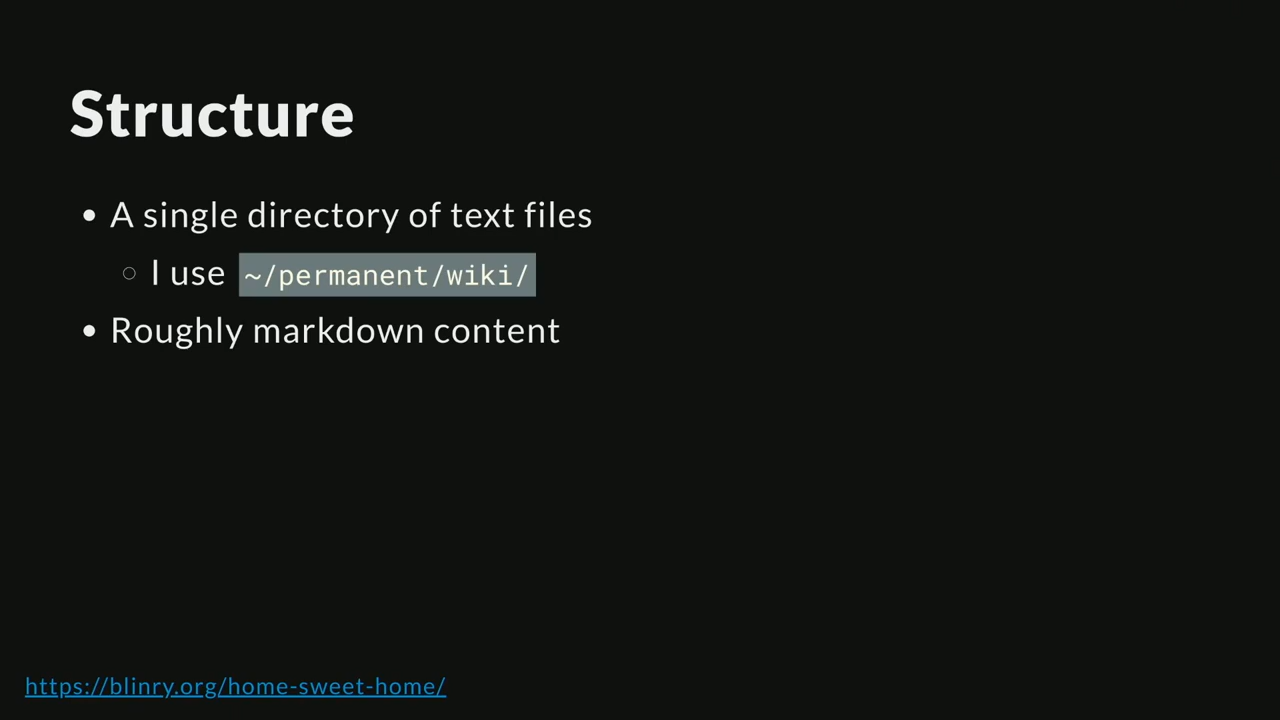 Structure
A single directory of text files
I use ~/permanent/wiki/
Roughly markdown content
https://blinry.org/home-sweet-home/